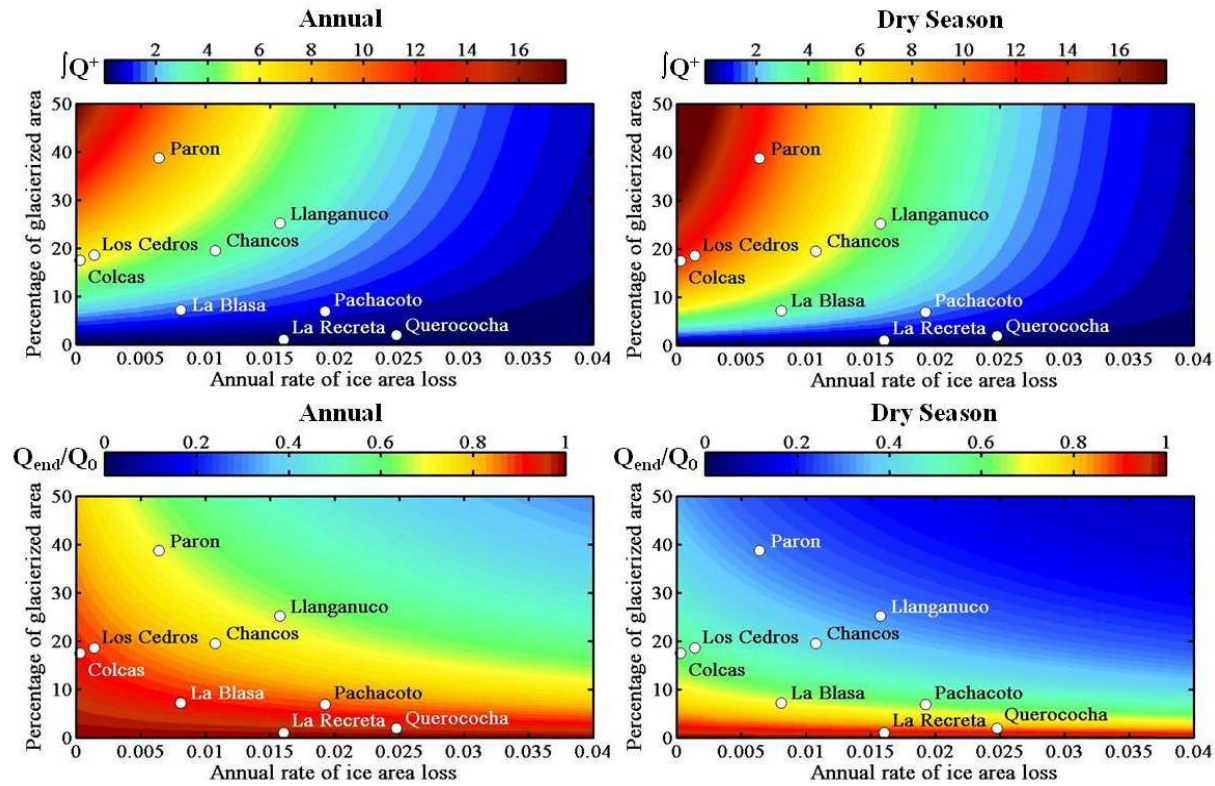 Annual
∫Q⁺ 2 4 6 8 10 12 14 16
Percentage of glacierized area
50
40
30
20
10
0
Paron
Llanganuco
Los Cedros
Chancos
Colcas
La Blasa
Pachacoto
La Recreta
Querococha
0.005 0.01 0.015 0.02 0.025 0.03 0.035 0.04
Annual rate of ice area loss
Dry Season
∫Q⁺ 2 4 6 8 10 12 14 16
Percentage of glacierized area
50
40
30
20
10
0
Paron
Llanganuco
Los Cedros
Chancos
Colcas
La Blasa
Pachacoto
La Recreta
Querococha
0 0.005 0.01 0.015 0.02 0.025 0.03 0.035 0.04
Annual rate of ice area loss
Annual
Qend/Q0 0 0.2 0.4 0.6 0.8 1
Percentage of glacierized area
50
40
30
20
10
0
Paron
Llanganuco
Los Cedros
Chancos
Colcas
La Blasa
Pachacoto
La Recreta
Querococha
0.005 0.01 0.015 0.02 0.025 0.03 0.035 0.04
Annual rate of ice area loss
Dry Season
Qend/Q0 0 0.2 0.4 0.6 0.8 1
Percentage of glacierized area
50
40
30
20
10
0
Paron
Llanganuco
Los Cedros
Chancos
Colcas
La Blasa
Pachacoto
La Recreta
Querococha
0 0.005 0.01 0.015 0.02 0.025 0.03 0.035 0.04
Annual rate of ice area loss